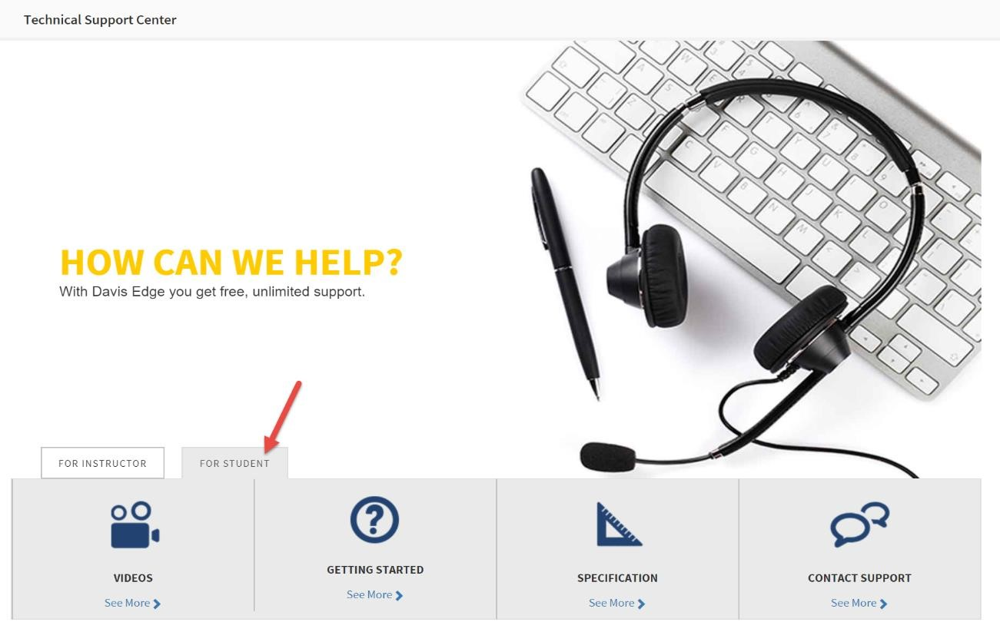 Technical Support Center
HOW CAN WE HELP?
With Davis Edge you get free, unlimited support.
FOR INSTRUCTOR
FOR STUDENT
VIDEOS
See More
GETTING STARTED
See More
SPECIFICATION
See More
CONTACT SUPPORT
See More